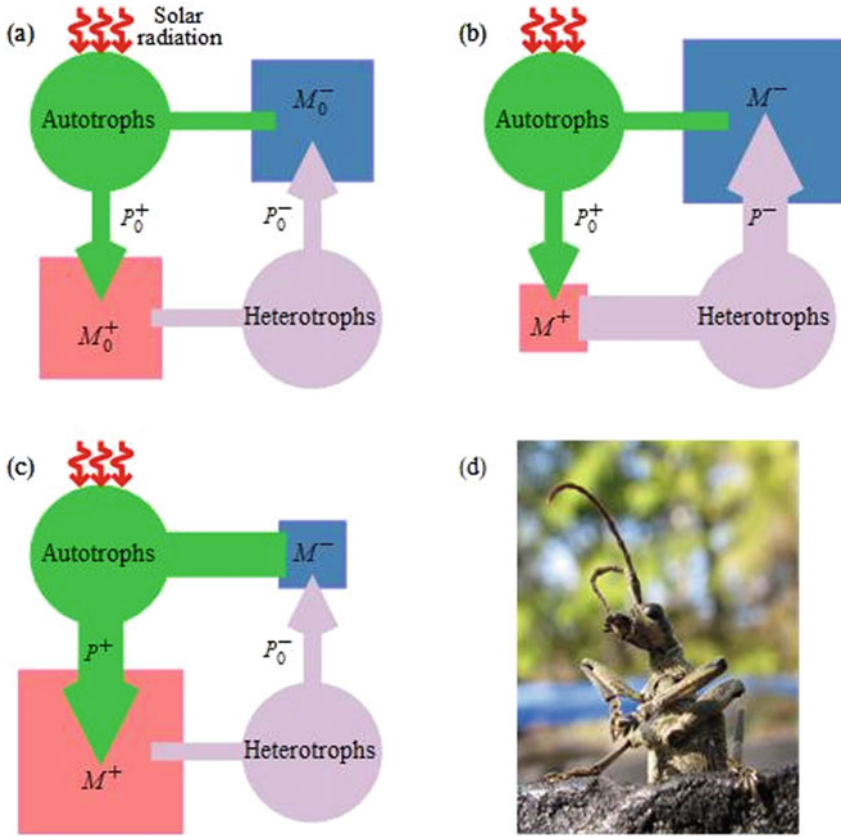 (a)
Solar
radiation
Autotrophs
M₀⁻
P₀⁺
P₀⁻
M₀⁺
Heterotrophs
(b)
Autotrophs
M⁻
P₀⁺
P⁻
M⁺
Heterotrophs
(c)
Autotrophs
M⁻
P⁺
P₀⁻
M⁺
Heterotrophs
(d)